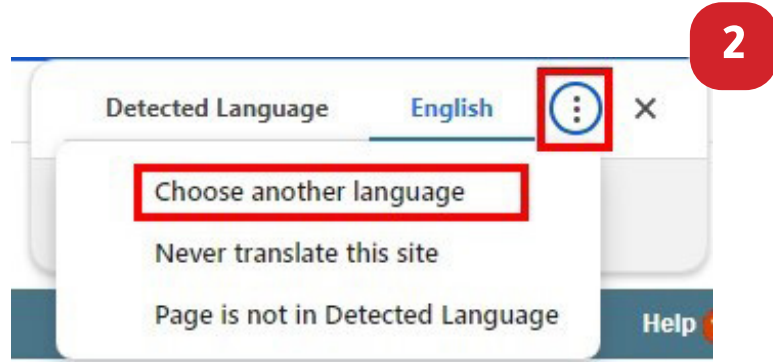 2
Detected Language English
Choose another language
Never translate this site
Page is not in Detected Language
Help